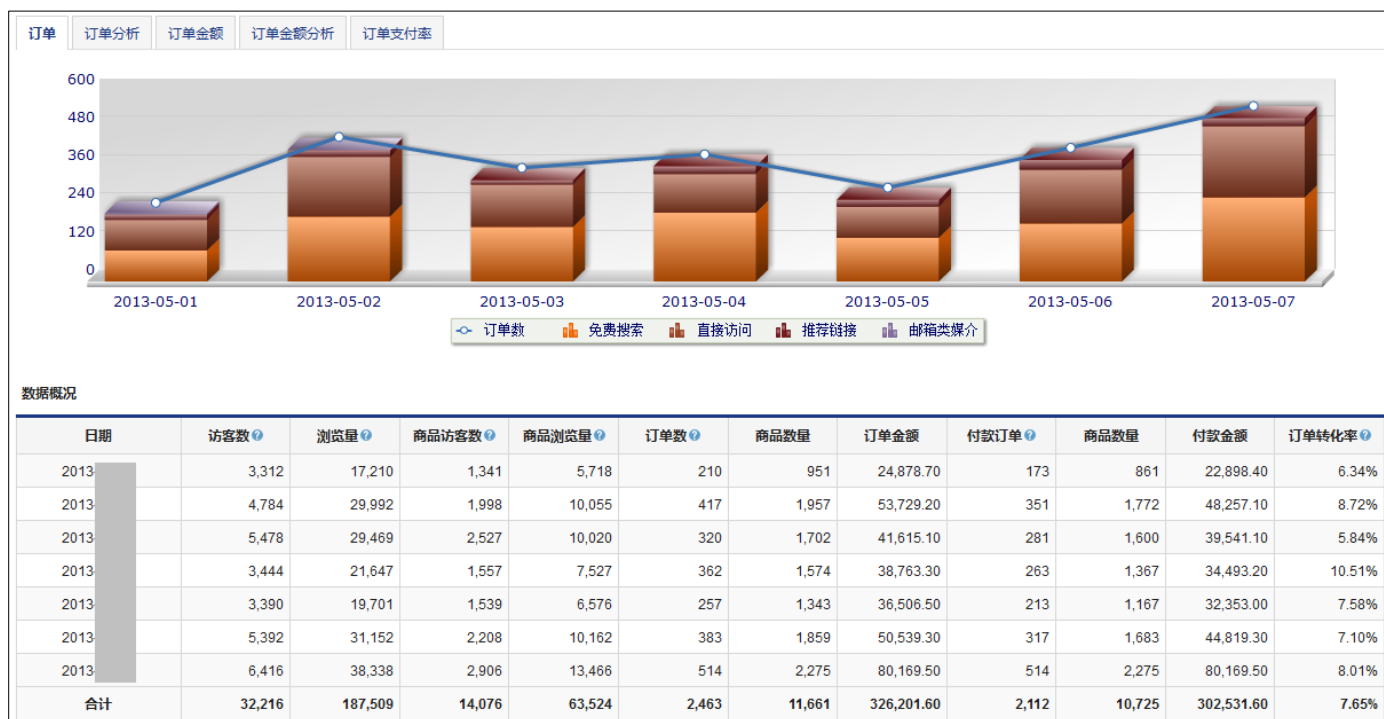 订单 订单分析 订单金额 订单金额分析 订单支付率
600
480
360
240
120
0
2013-05-01 2013-05-02 2013-05-03 2013-05-04 2013-05-05 2013-05-06 2013-05-07
订单数 免费搜索 直接访问 推荐链接 邮箱类媒介
数据概况
日期 访客数 浏览量 商品访客数 商品浏览量 订单数 商品数量 订单金额 付款订单 商品数量 付款金额 订单转化率
2013- 3,312 17,210 1,341 5,718 210 951 24,878.70 173 861 22,898.40 6.34%
2013- 4,784 29,992 1,998 10,055 417 1,957 53,729.20 351 1,772 48,257.10 8.72%
2013- 5,478 29,469 2,527 10,020 320 1,702 41,615.10 281 1,600 39,541.10 5.84%
2013- 3,444 21,647 1,557 7,527 362 1,574 38,763.30 263 1,367 34,493.20 10.51%
2013- 3,390 19,701 1,539 6,576 257 1,343 36,506.50 213 1,167 32,353.00 7.58%
2013- 5,392 31,152 2,208 10,162 383 1,859 50,539.30 317 1,683 44,819.30 7.10%
2013- 6,416 38,338 2,906 13,466 514 2,275 80,169.50 514 2,275 80,169.50 8.01%
合计 32,216 187,509 14,076 63,524 2,463 11,661 326,201.60 2,112 10,725 302,531.60 7.65%